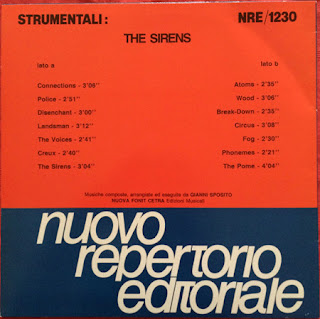 STRUMENTALI:
NRE/1230
THE SIRENS
lato a
Connections - 3'06"
Police - 2'31"
Disenchant - 3'00"
Landsman - 3'12"
The Voices - 2'41"
Creux - 2'40"
The Sirens - 3'04"
lato b
Atoms - 2'35"
Wood - 3'06"
Break-Down - 2'35"
Circus - 3'08"
Fog - 2'30"
Phonemes - 2'21"
The Pome - 4'04"
Musiche composte, arrangiate ed eseguite da GIANNI SPOSITO
NUOVA FONIT CETRA Edizioni Musicali
nuovo
repertorio
editoriale